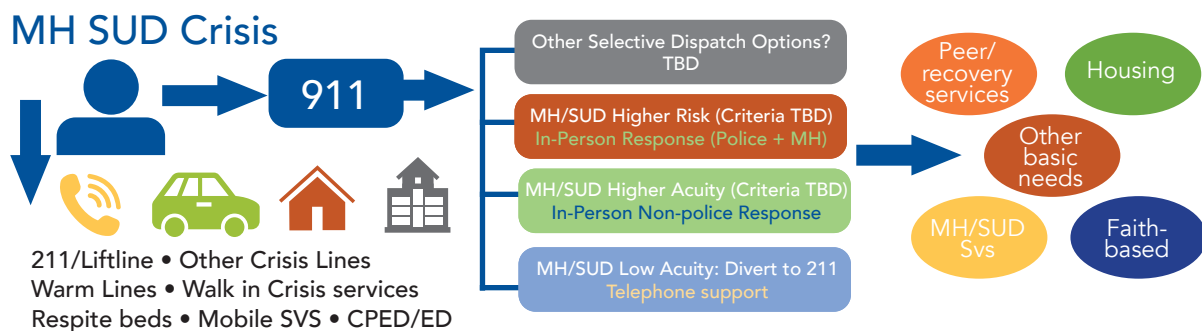 MH SUD Crisis
911
211/Liftline • Other Crisis Lines
Warm Lines • Walk in Crisis services
Respite beds • Mobile SVS • CPED/ED
Other Selective Dispatch Options?
TBD
MH/SUD Higher Risk (Criteria TBD)
In-Person Response (Police + MH)
MH/SUD Higher Acuity (Criteria TBD)
In-Person Non-police Response
MH/SUD Low Acuity: Divert to 211
Telephone support
Peer/
recovery
services
Housing
Other
basic
needs
MH/SUD
Svs
Faith-
based